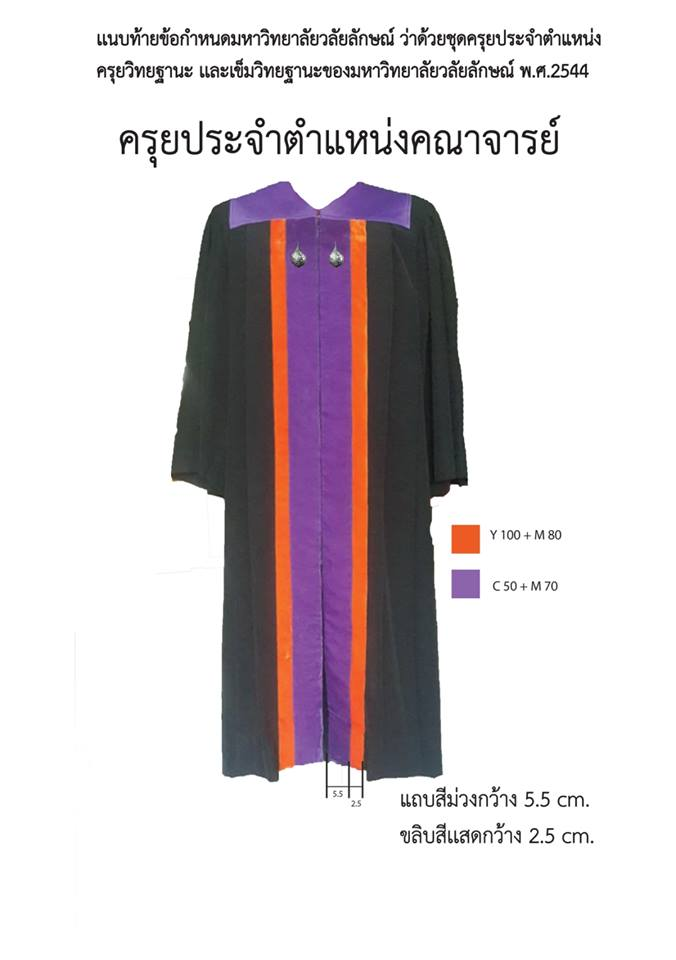 แนบท้ายข้อกำหนดมหาวิทยาลัยวลัยลักษณ์ ว่าด้วยชุดครุยประจำตำแหน่ง
ครุยวิทยฐานะ และเข็มวิทยฐานะของมหาวิทยาลัยวลัยลักษณ์ พ.ศ.2544
ครุยประจำตำแหน่งคณาจารย์
Y 100 + M 80
C 50 + M 70
5.5
2.5
แถบสีม่วงกว้าง 5.5 cm.
ขลิบสีแสดกว้าง 2.5 cm.